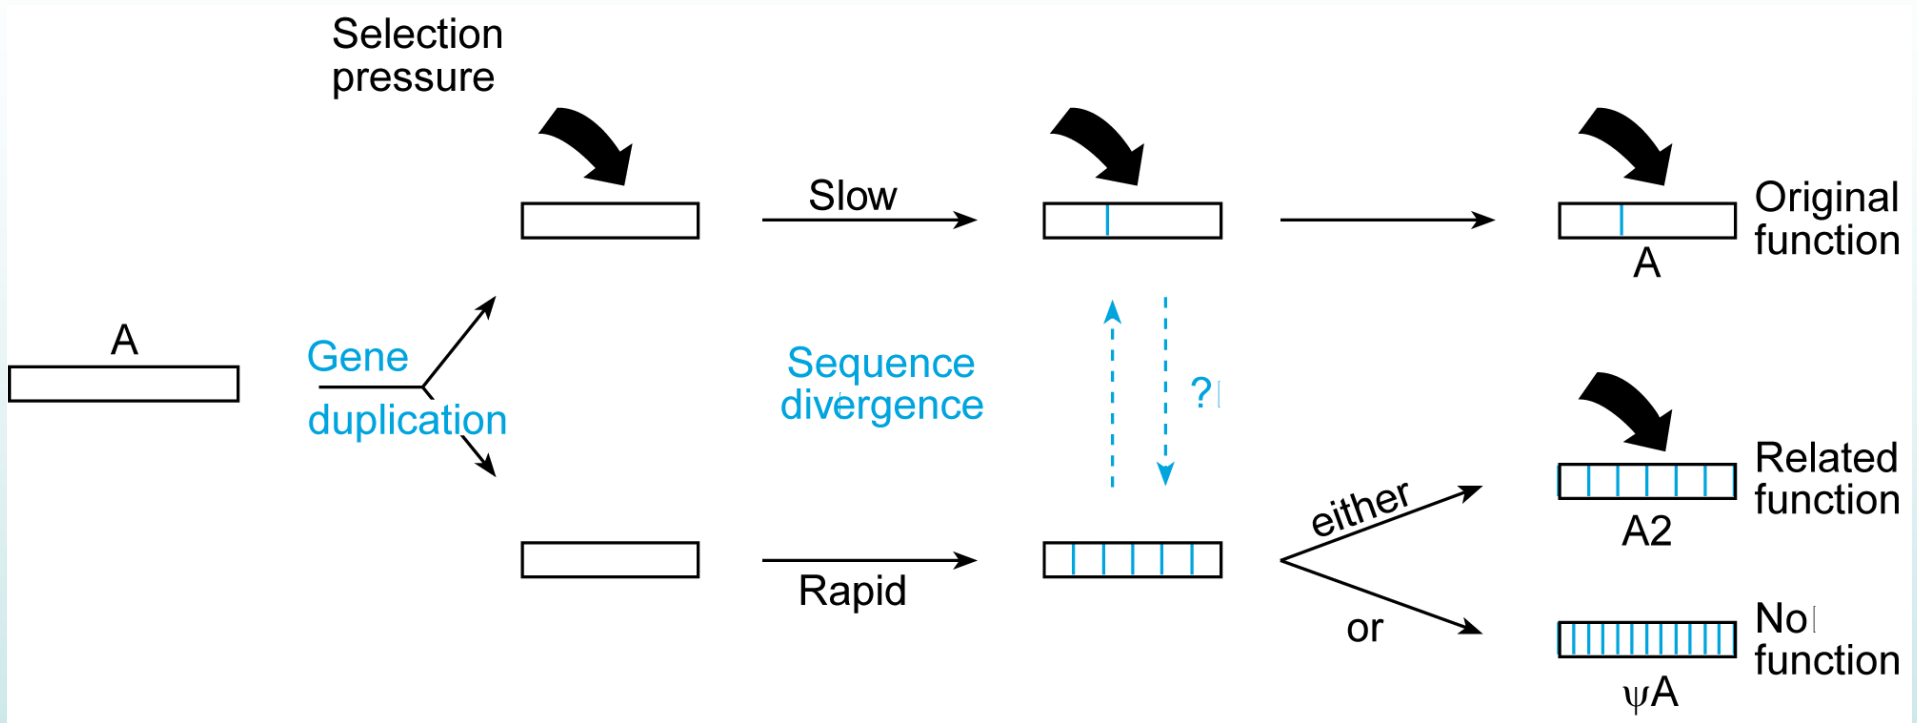 Selection
pressure
Slow
Original
function
A
A
Gene
duplication
Sequence
divergence
?
Related
function
A2
either
Rapid
or
No
function
ψA